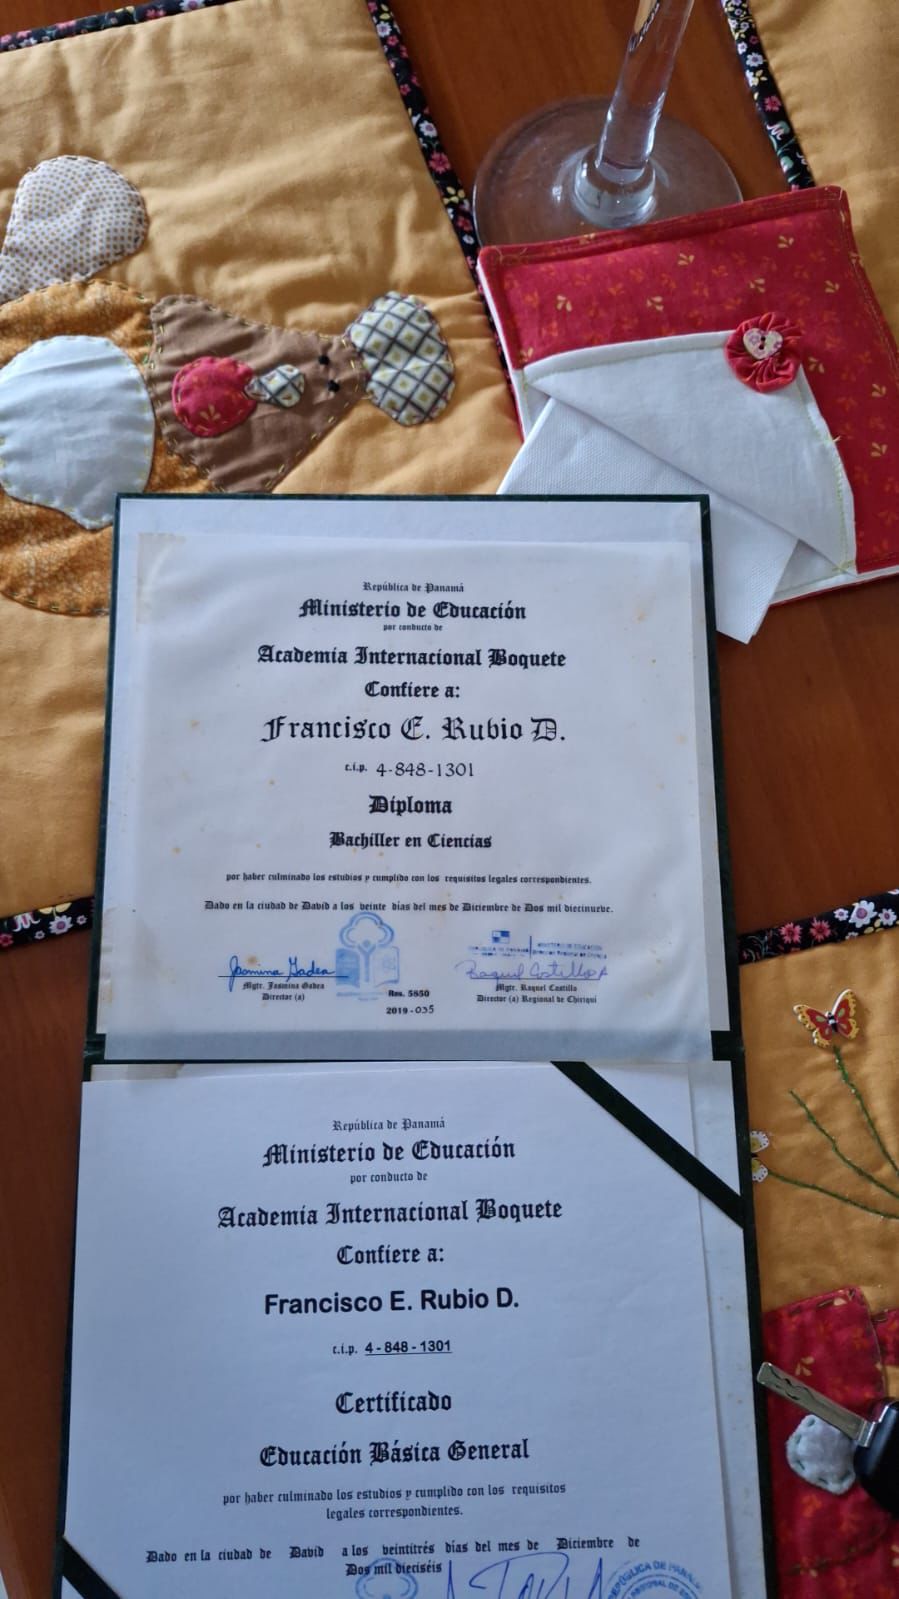 República de Panamá
Ministerio de Educación
por conducto de
Academia Internacional Boquete
Confiere a:
Francisco E. Rubio D.
c.i.p. 4-848-1301
Diploma
Bachiller en Ciencias
por haber culminado los estudios y cumplido con los requisitos legales correspondientes.
Dado en la ciudad de David a los veinte días del mes de Diciembre de Dos mil diecinueve.
Jasmina Gadea
Mgtr. Jasmina Gadea
Director (a)
Res. 5850
2019 - 035
REPÚBLICA DE PANAMÁ
MINISTERIO DE EDUCACIÓN
Raquel Castillo
Mgtr. Raquel Castillo
Director (a) Regional de Chiriquí
República de Panamá
Ministerio de Educación
por conducto de
Academia Internacional Boquete
Confiere a:
Francisco E. Rubio D.
c.i.p. 4 - 848 - 1301
Certificado
Educación Básica General
por haber culminado los estudios y cumplido con los requisitos
legales correspondientes.
Dado en la ciudad de David a los veintitrés días del mes de Diciembre de
Dos mil dieciséis